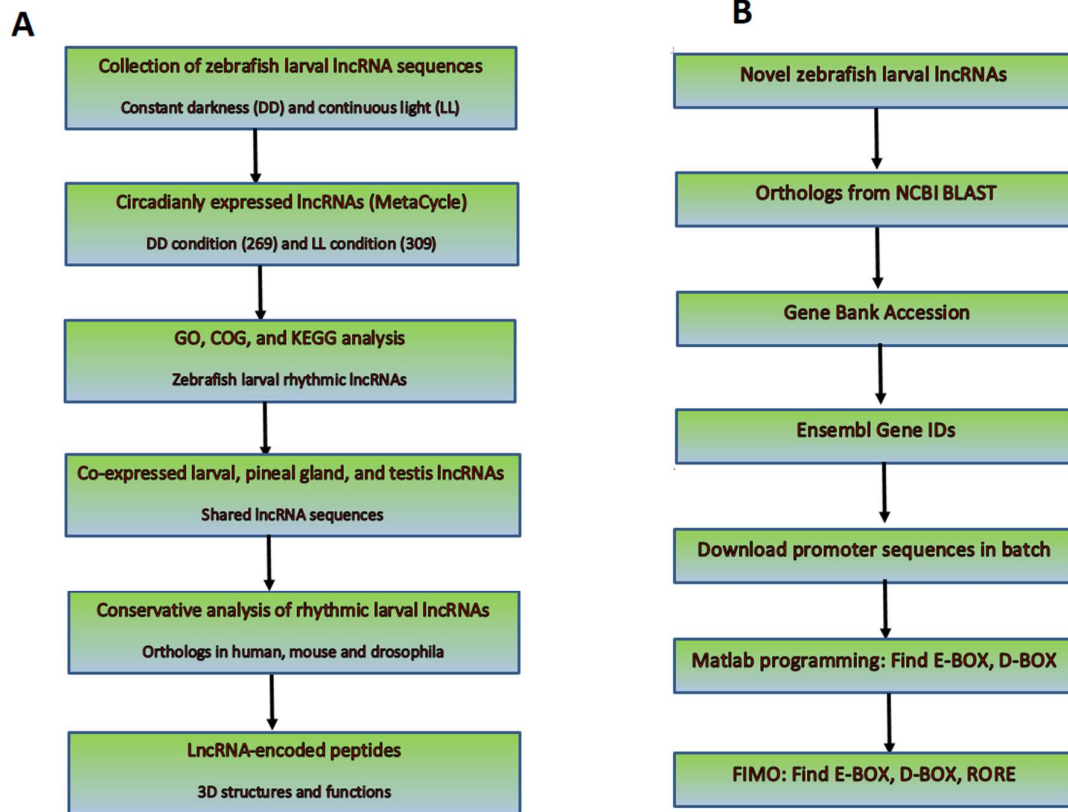 A
Collection of zebrafish larval lncRNA sequences
Constant darkness (DD) and continuous light (LL)
Circadianly expressed lncRNAs (MetaCycle)
DD condition (269) and LL condition (309)
GO, COG, and KEGG analysis
Zebrafish larval rhythmic lncRNAs
Co-expressed larval, pineal gland, and testis lncRNAs
Shared lncRNA sequences
Conservative analysis of rhythmic larval lncRNAs
Orthologs in human, mouse and drosophila
LncRNA-encoded peptides
3D structures and functions
B
Novel zebrafish larval lncRNAs
Orthologs from NCBI BLAST
Gene Bank Accession
Ensembl Gene IDs
Download promoter sequences in batch
Matlab programming: Find E-BOX, D-BOX
FIMO: Find E-BOX, D-BOX, RORE